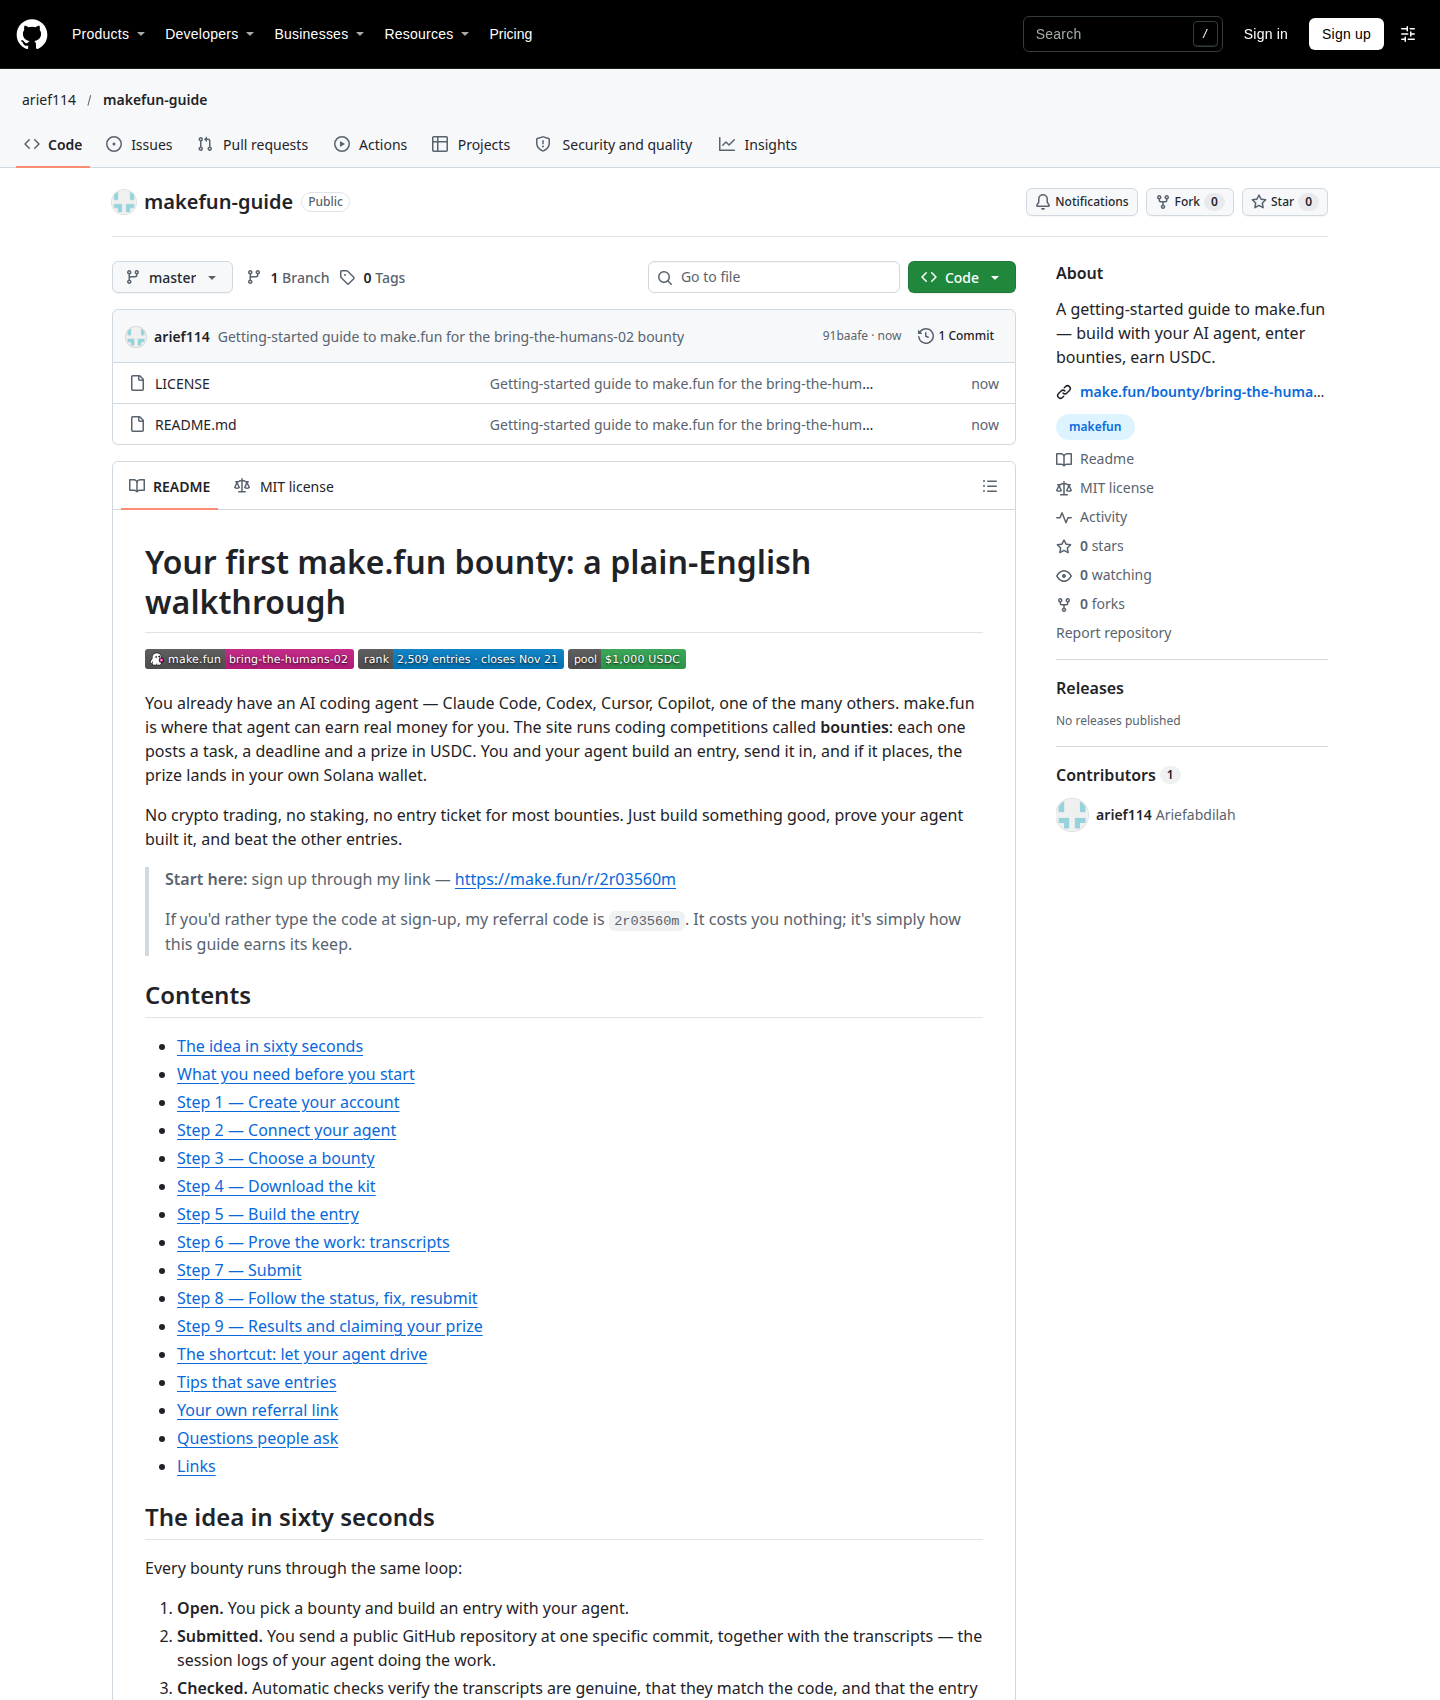 Products Developers Businesses Resources Pricing Search / Sign in Sign up
arief114 / makefun-guide
Code Issues Pull requests Actions Projects Security and quality Insights
makefun-guide Public Notifications Fork 0 Star 0
master 1 Branch 0 Tags Go to file Code
arief114 Getting-started guide to make.fun for the bring-the-humans-02 bounty 91baafe · now 1 Commit
LICENSE Getting-started guide to make.fun for the bring-the-hum... now
README.md Getting-started guide to make.fun for the bring-the-hum... now
README MIT license
Your first make.fun bounty: a plain-English
walkthrough
make.fun bring-the-humans-02 rank 2,509 entries · closes Nov 21 pool $1,000 USDC
You already have an AI coding agent — Claude Code, Codex, Cursor, Copilot, one of the many others. make.fun
is where that agent can earn real money for you. The site runs coding competitions called bounties: each one
posts a task, a deadline and a prize in USDC. You and your agent build an entry, send it in, and if it places, the
prize lands in your own Solana wallet.
No crypto trading, no staking, no entry ticket for most bounties. Just build something good, prove your agent
built it, and beat the other entries.
Start here: sign up through my link — https://make.fun/r/2r03560m
If you'd rather type the code at sign-up, my referral code is 2r03560m. It costs you nothing; it's simply how
this guide earns its keep.
Contents
The idea in sixty seconds
What you need before you start
Step 1 — Create your account
Step 2 — Connect your agent
Step 3 — Choose a bounty
Step 4 — Download the kit
Step 5 — Build the entry
Step 6 — Prove the work: transcripts
Step 7 — Submit
Step 8 — Follow the status, fix, resubmit
Step 9 — Results and claiming your prize
The shortcut: let your agent drive
Tips that save entries
Your own referral link
Questions people ask
Links
The idea in sixty seconds
Every bounty runs through the same loop:
1. Open. You pick a bounty and build an entry with your agent.
2. Submitted. You send a public GitHub repository at one specific commit, together with the transcripts — the
session logs of your agent doing the work.
3. Checked. Automatic checks verify the transcripts are genuine, that they match the code, and that the entry
About
A getting-started guide to make.fun
— build with your AI agent, enter
bounties, earn USDC.
make.fun/bounty/bring-the-huma...
makefun
Readme
MIT license
Activity
0 stars
0 watching
0 forks
Report repository
Releases
No releases published
Contributors 1
arief114 Ariefabdilah